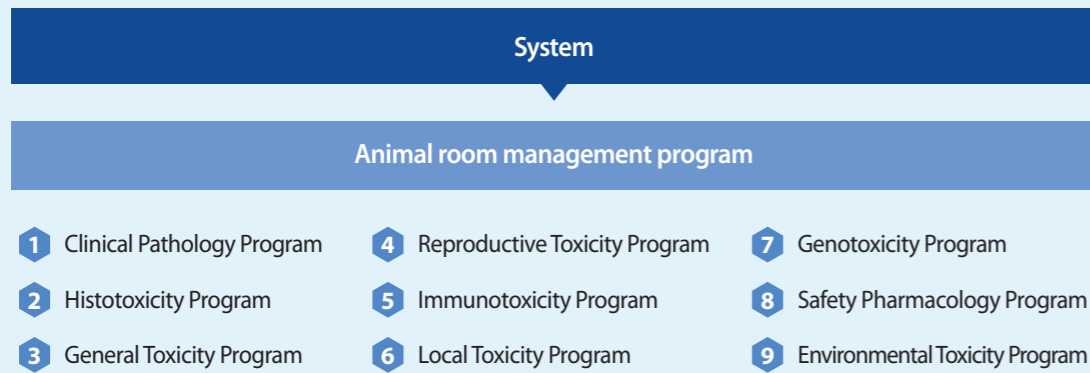 System
Animal room management program
1 Clinical Pathology Program
2 Histotoxicity Program
3 General Toxicity Program
4 Reproductive Toxicity Program
5 Immunotoxicity Program
6 Local Toxicity Program
7 Genotoxicity Program
8 Safety Pharmacology Program
9 Environmental Toxicity Program